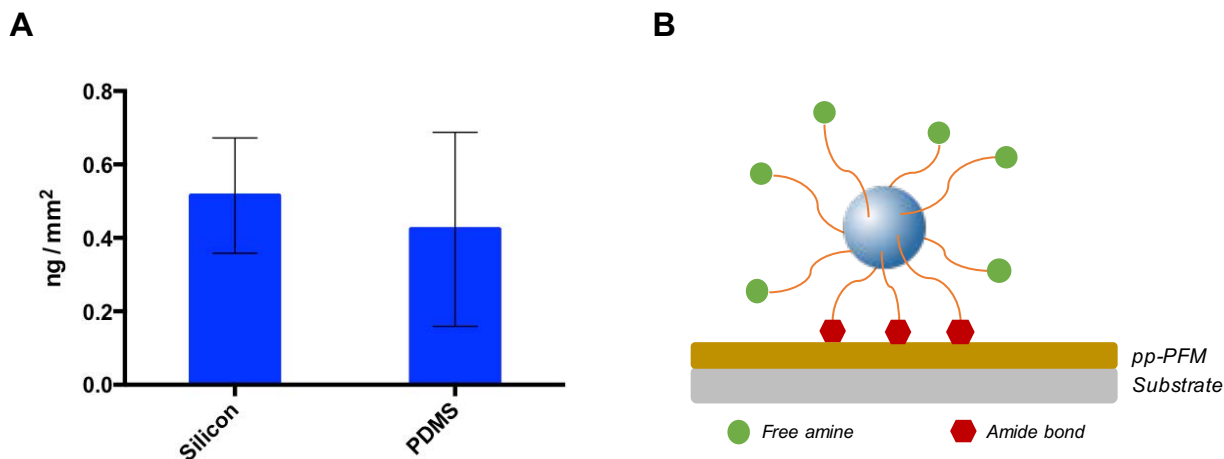 A
B
0.8
0.6
0.4
0.2
0.0
ng/mm²
Silicon
PDMS
pp-PFM
Substrate
Free amine
Amide bond